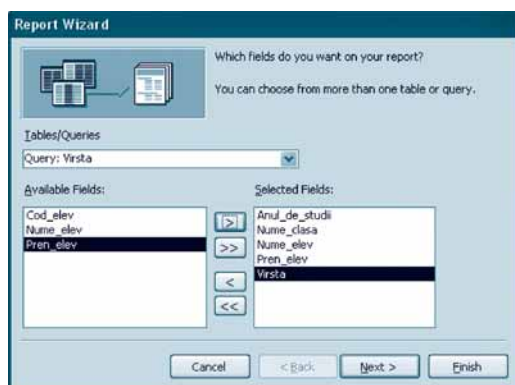 Report Wizard
Which fields do you want on your report?
You can choose from more than one table or query.
Tables/Queries
Query: Virsta
Available Fields:
Cod_elev
Nume_elev
Pren_elev
>
>>
<
<<
Selected Fields:
Anul_de_studii
Nume_clasa
Nume_elev
Pren_elev
Virsta
Cancel
< Back
Next >
Finish